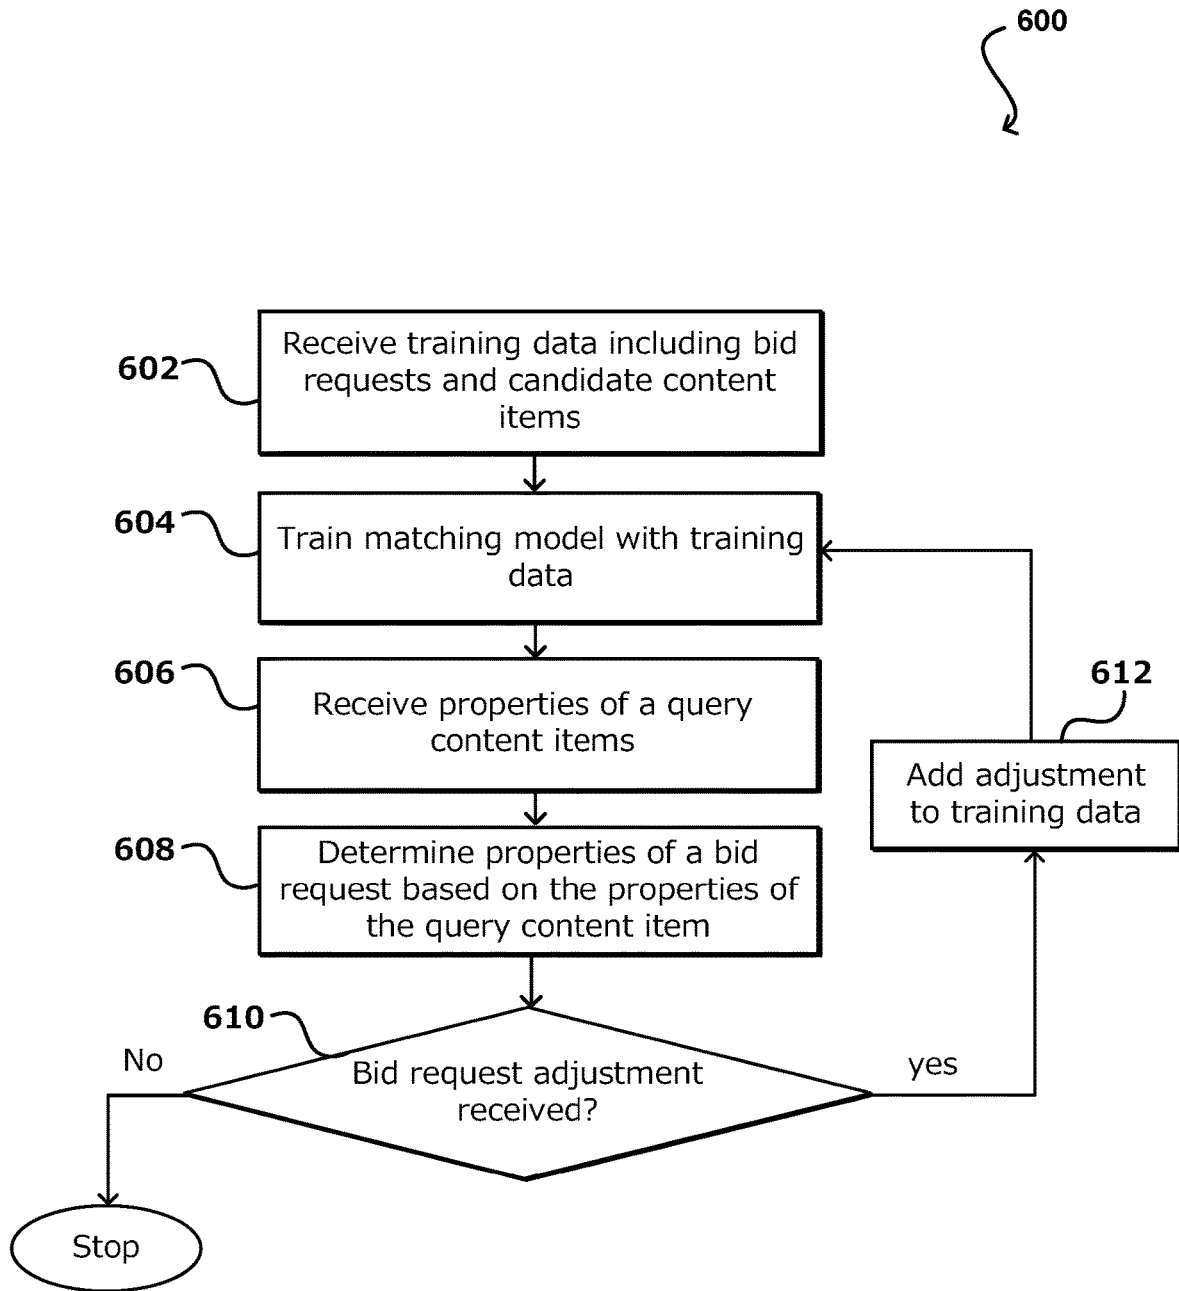 600
602
Receive training data including bid
requests and candidate content
items
604
Train matching model with training
data
606
Receive properties of a query
content items
612
Add adjustment
to training data
608
Determine properties of a bid
request based on the properties of
the query content item
610
No
Bid request adjustment
received?
yes
Stop